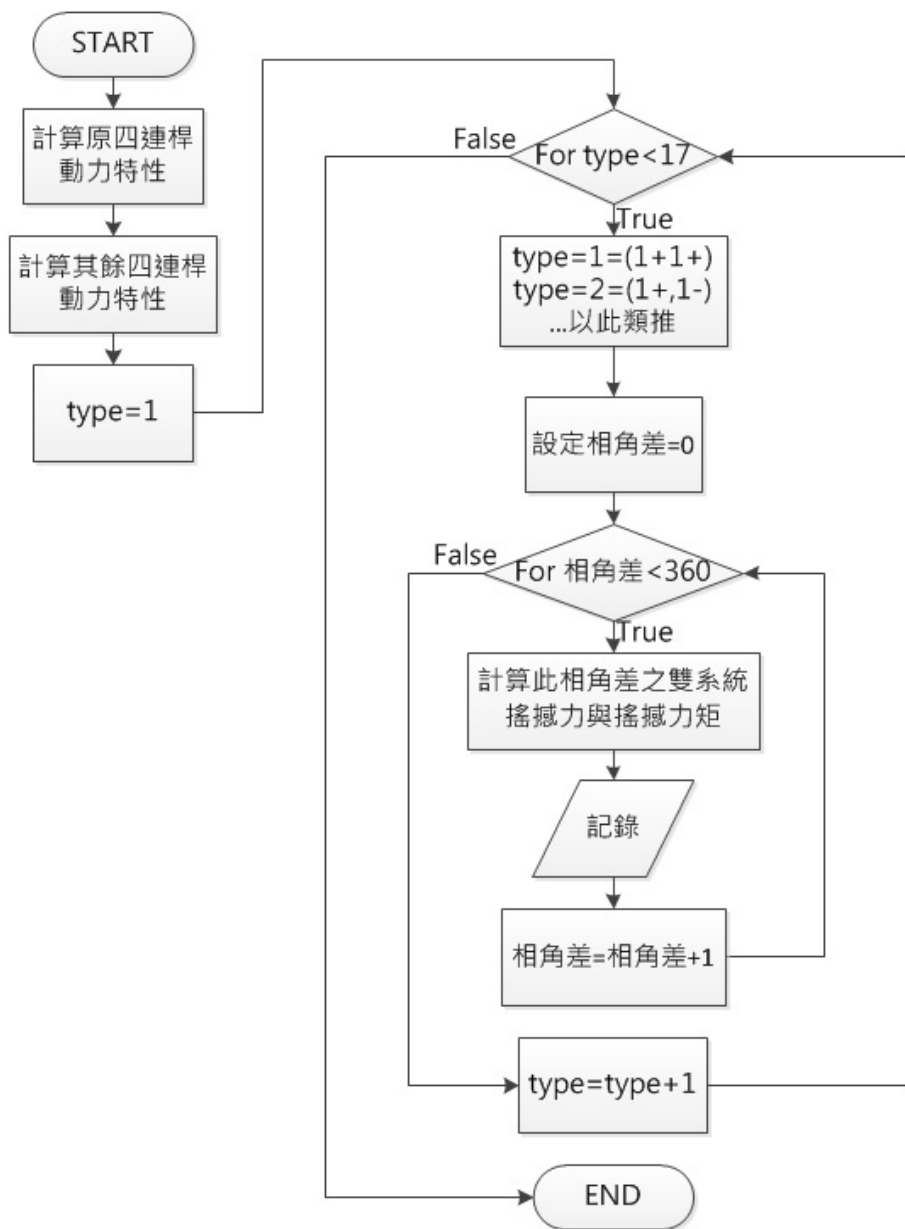 START
計算原四連桿
動力特性
計算其餘四連桿
動力特性
type=1
False
For type<17
True
type=1=(1+1+)
type=2=(1+,1-)
...以此類推
設定相角差=0
False
For 相角差<360
True
計算此相角差之雙系統
搖撼力與搖撼力矩
記錄
相角差=相角差+1
type=type+1
END